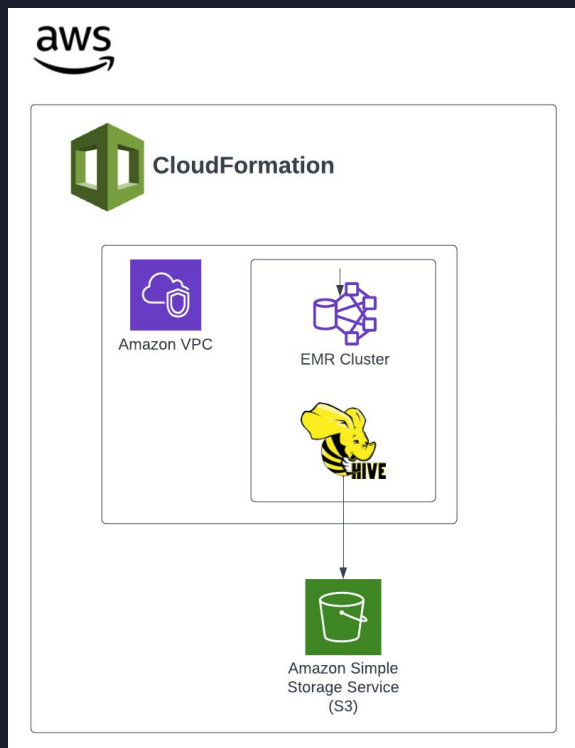 aws
CloudFormation
Amazon VPC
EMR Cluster
HIVE
Amazon Simple
Storage Service
(S3)